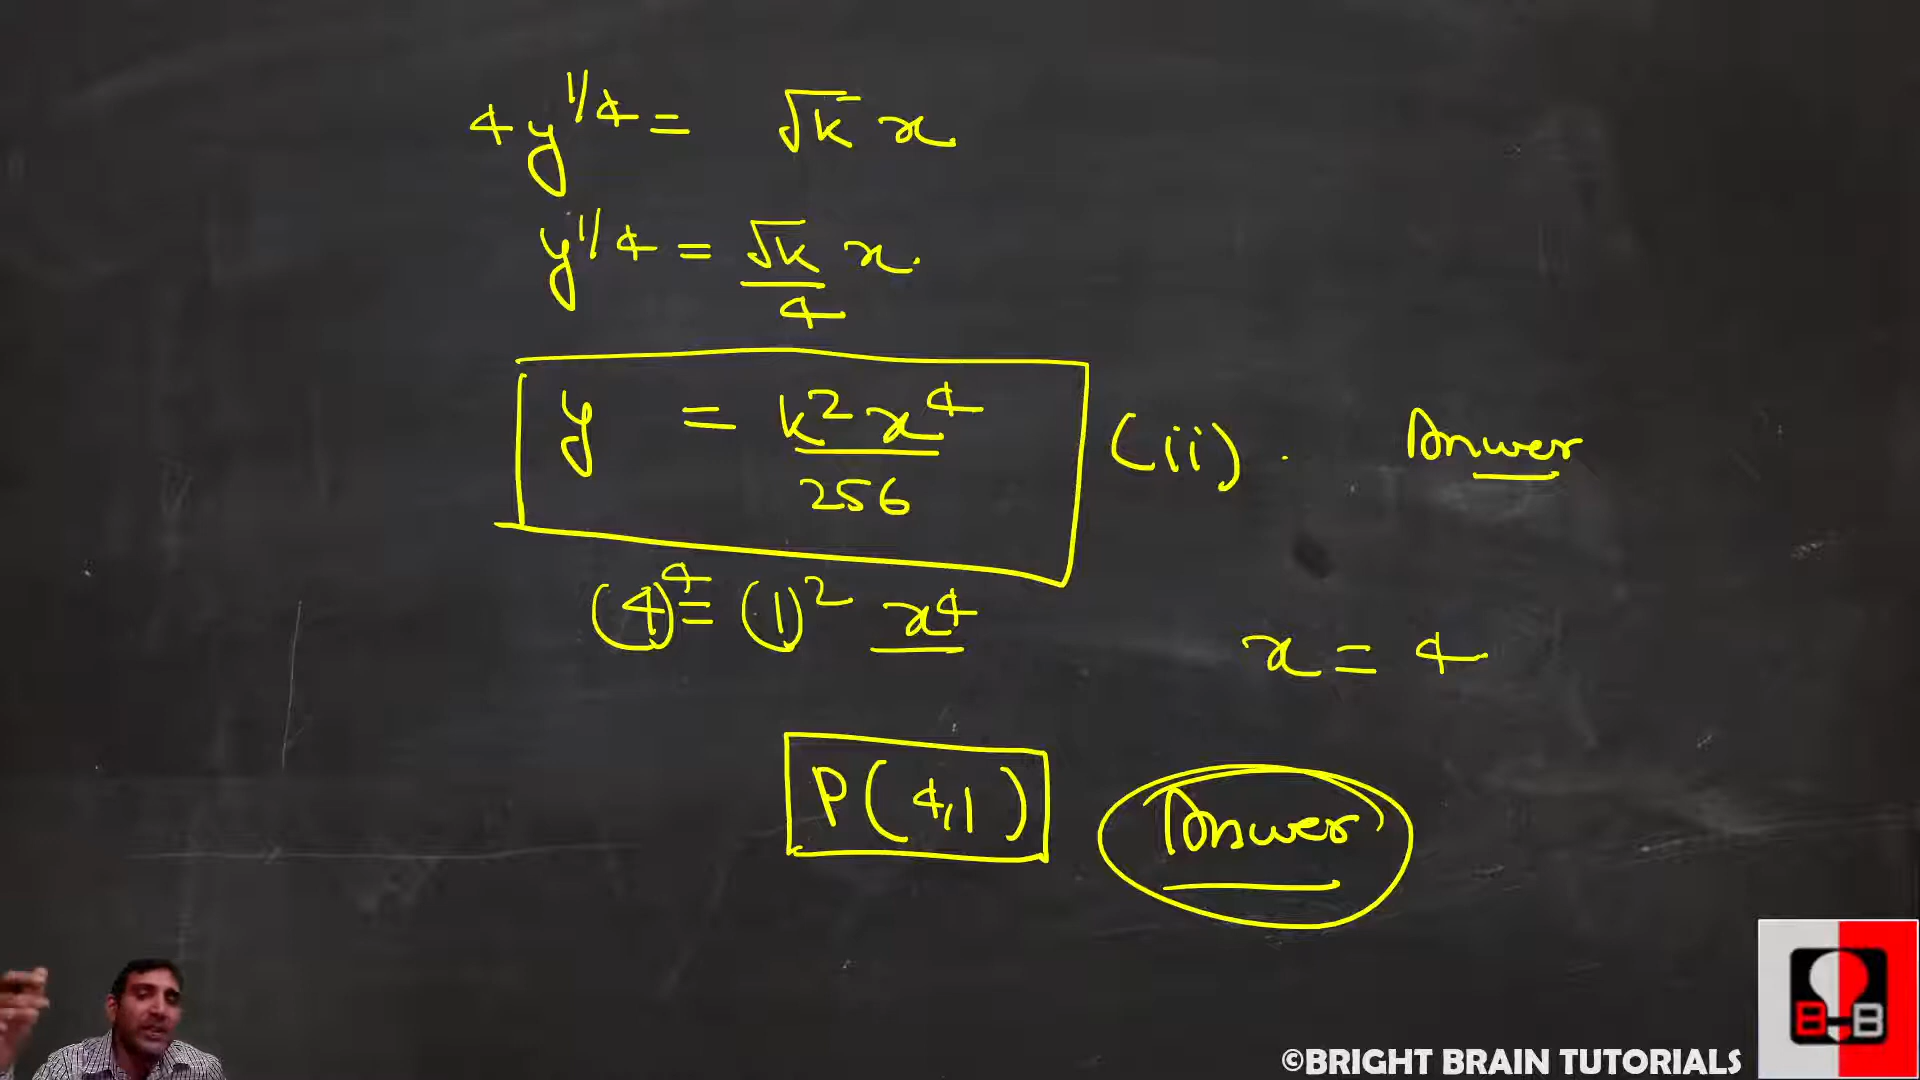 4y^1/4 = √k x
y^1/4 = √k/4 x.
y = k²x⁴/256 (ii). Answer
(4)⁴ = (1)² x⁴ x = 4
P(4,1) Answer
B-B
©BRIGHT BRAIN TUTORIALS